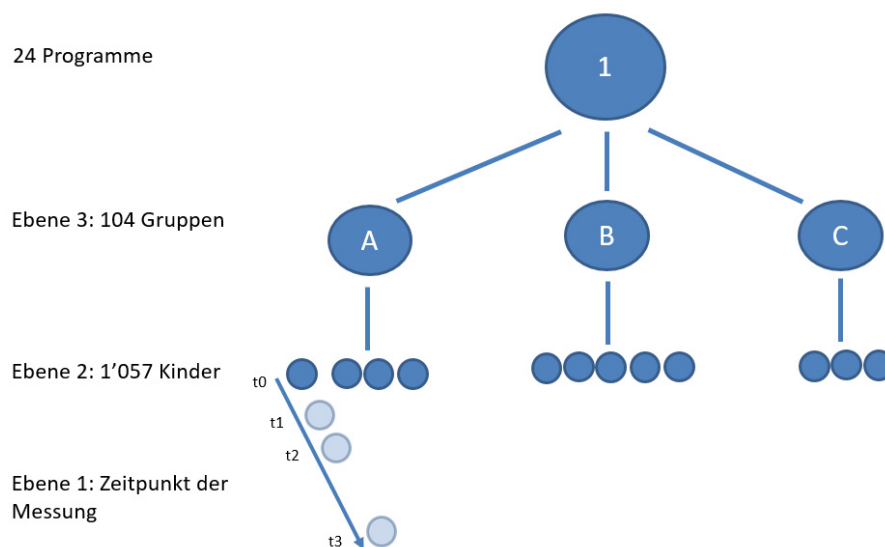 24 Programme
1
Ebene 3: 104 Gruppen
A
B
C
Ebene 2: 1’057 Kinder
t0
t1
t2
Ebene 1: Zeitpunkt der
Messung
t3